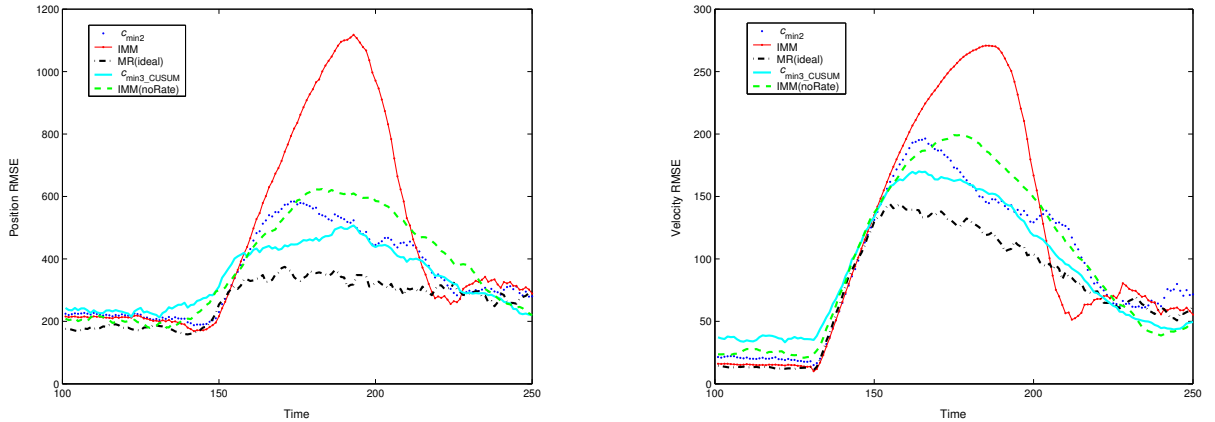 1200
1000
800
600
400
200
0
100
150
200
250
Position RMSE
Time
c_min2
IMM
MR(ideal)
c_min3_CUSUM
IMM(noRate)
300
250
200
150
100
50
0
100
150
200
250
Velocity RMSE
Time
c_min2
IMM
MR(ideal)
c_min3_CUSUM
IMM(noRate)